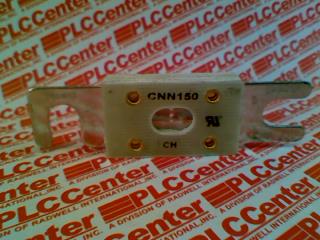 PLCCenter
A DIVISION OF RADWELL INTERNATIONAL, INC.
CNN150
CH